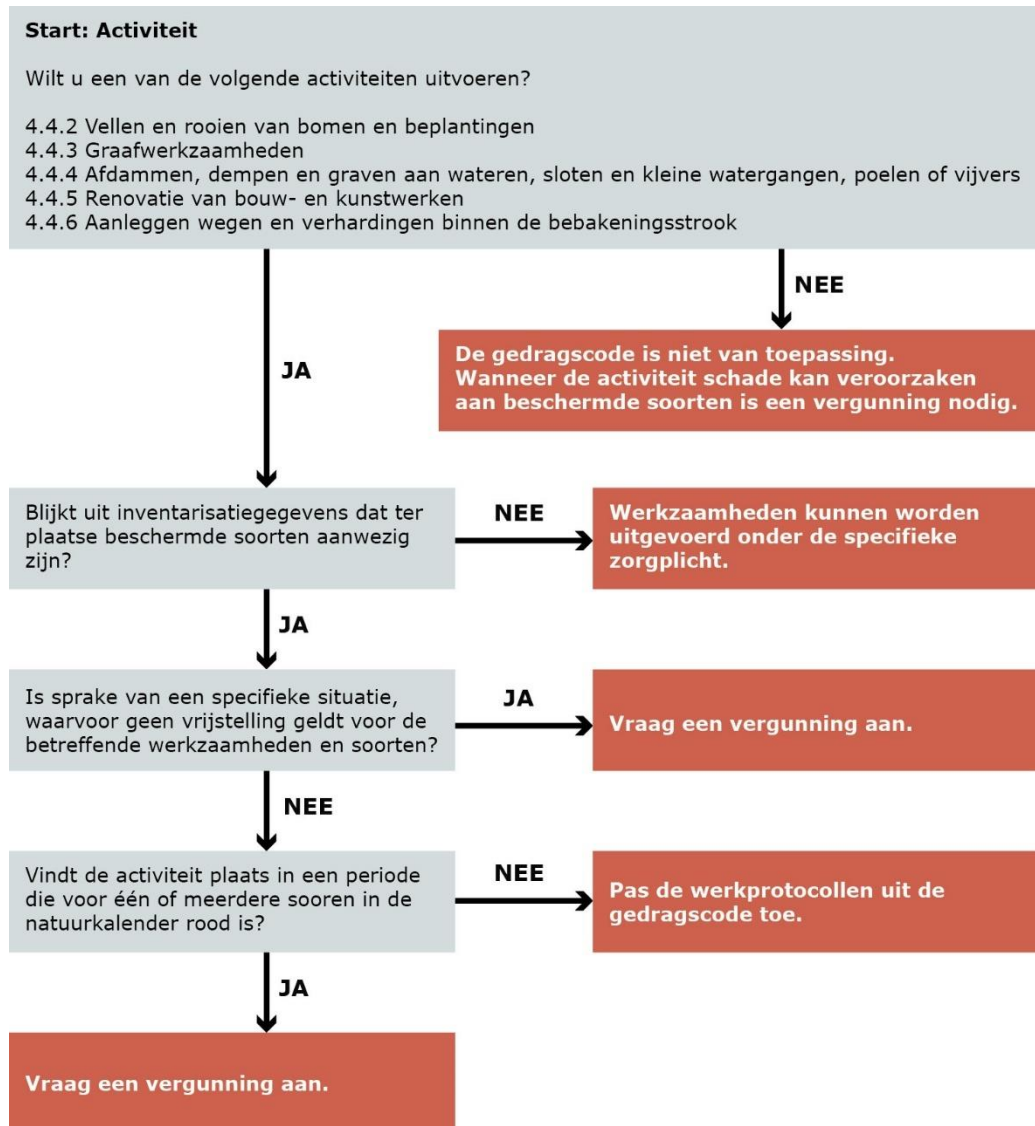 Start: Activiteit
Wilt u een van de volgende activiteiten uitvoeren?
4.4.2 Vellen en rooien van bomen en beplantingen
4.4.3 Graafwerkzaamheden
4.4.4 Afdammen, dempen en graven aan wateren, sloten en kleine watergangen, poelen of vijvers
4.4.5 Renovatie van bouw- en kunstwerken
4.4.6 Aanleggen wegen en verhardingen binnen de bebakeningsstrook
NEE
JA
De gedragscode is niet van toepassing.
Wanneer de activiteit schade kan veroorzaken
aan beschermde soorten is een vergunning nodig.
Blijkt uit inventarisatiegegevens dat ter
plaatse beschermde soorten aanwezig
zijn?
NEE
Werkzaamheden kunnen worden
uitgevoerd onder de specifieke
zorgplicht.
JA
Is sprake van een specifieke situatie,
waarvoor geen vrijstelling geldt voor de
betreffende werkzaamheden en soorten?
JA
Vraag een vergunning aan.
NEE
Vindt de activiteit plaats in een periode
die voor één of meerdere sooren in de
natuurkalender rood is?
NEE
Pas de werkprotocollen uit de
gedragscode toe.
JA
Vraag een vergunning aan.